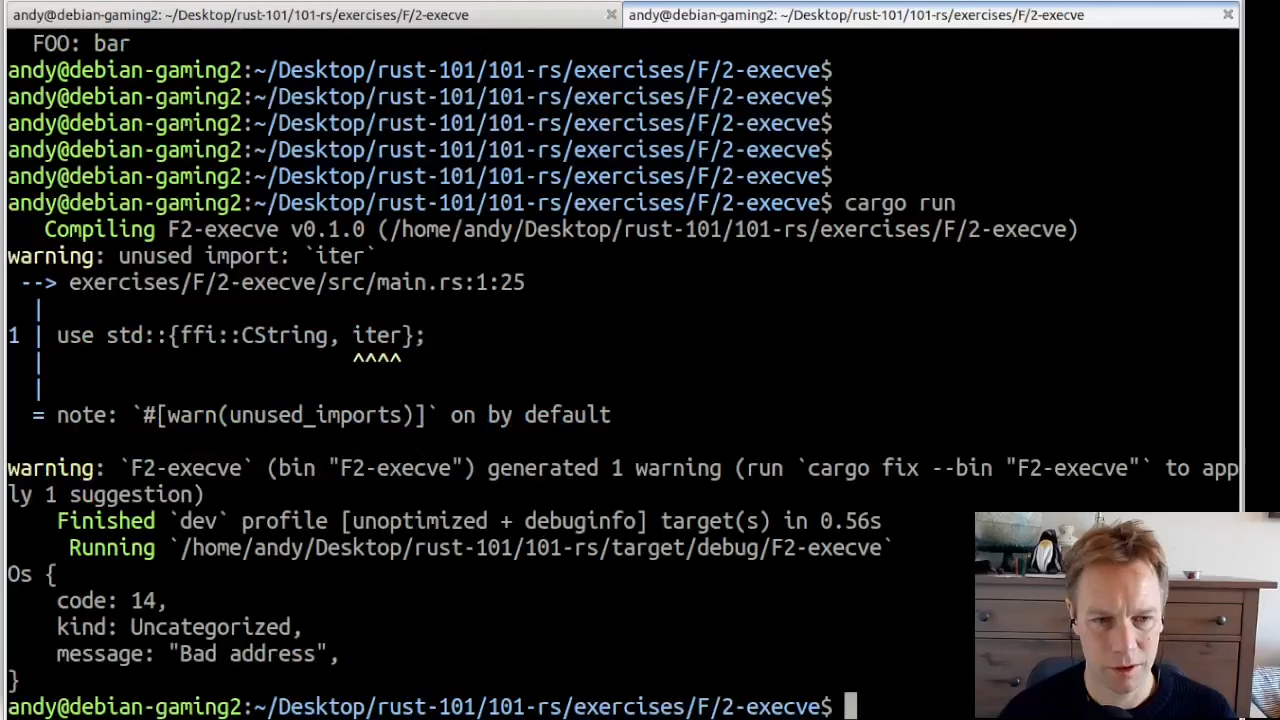 andy@debian-gaming2: ~/Desktop/rust-101/101-rs/exercises/F/2-execve
andy@debian-gaming2: ~/Desktop/rust-101/101-rs/exercises/F/2-execve
FOO: bar
andy@debian-gaming2:~/Desktop/rust-101/101-rs/exercises/F/2-execve$
andy@debian-gaming2:~/Desktop/rust-101/101-rs/exercises/F/2-execve$
andy@debian-gaming2:~/Desktop/rust-101/101-rs/exercises/F/2-execve$
andy@debian-gaming2:~/Desktop/rust-101/101-rs/exercises/F/2-execve$
andy@debian-gaming2:~/Desktop/rust-101/101-rs/exercises/F/2-execve$
andy@debian-gaming2:~/Desktop/rust-101/101-rs/exercises/F/2-execve$ cargo run
Compiling F2-execve v0.1.0 (/home/andy/Desktop/rust-101/101-rs/exercises/F/2-execve)
warning: unused import: `iter`
--> exercises/F/2-execve/src/main.rs:1:25
|
1 | use std::{ffi::CString, iter};
| ^^^^
|
= note: `#[warn(unused_imports)]` on by default
warning: `F2-execve` (bin "F2-execve") generated 1 warning (run `cargo fix --bin "F2-execve"` to app
ly 1 suggestion)
Finished `dev` profile [unoptimized + debuginfo] target(s) in 0.56s
Running `/home/andy/Desktop/rust-101/101-rs/target/debug/F2-execve`
Os {
code: 14,
kind: Uncategorized,
message: "Bad address",
}
andy@debian-gaming2:~/Desktop/rust-101/101-rs/exercises/F/2-execve$